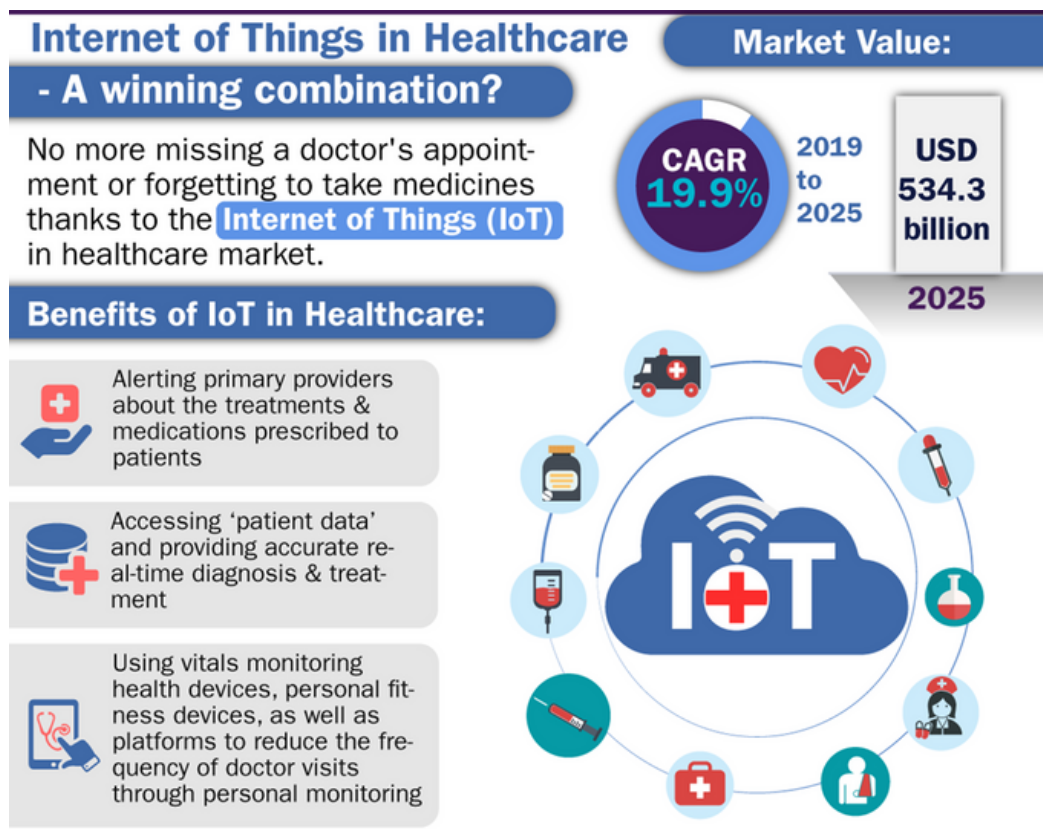 Internet of Things in Healthcare
- A winning combination?
No more missing a doctor's appoint-
ment or forgetting to take medicines
thanks to the Internet of Things (IoT)
in healthcare market.
Market Value:
CAGR
19.9%
2019
to
2025
USD
534.3
billion
2025
Benefits of IoT in Healthcare:
Alerting primary providers
about the treatments &
medications prescribed to
patients
Accessing ‘patient data’
and providing accurate re-
al-time diagnosis & treat-
ment
Using vitals monitoring
health devices, personal fit-
ness devices, as well as
platforms to reduce the fre-
quency of doctor visits
through personal monitoring
IoT